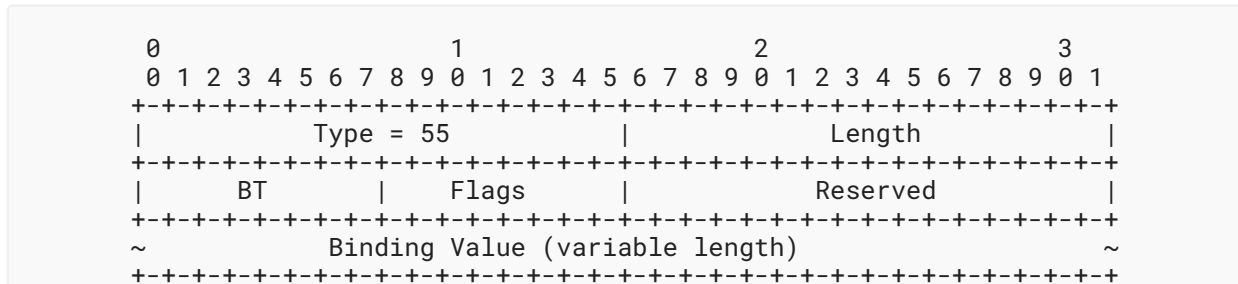 0                   1                   2                   3
 0 1 2 3 4 5 6 7 8 9 0 1 2 3 4 5 6 7 8 9 0 1 2 3 4 5 6 7 8 9 0 1
+-+-+-+-+-+-+-+-+-+-+-+-+-+-+-+-+-+-+-+-+-+-+-+-+-+-+-+-+-+-+-+-+
|           Type = 55           |             Length            |
+-+-+-+-+-+-+-+-+-+-+-+-+-+-+-+-+-+-+-+-+-+-+-+-+-+-+-+-+-+-+-+-+
|      BT       |    Flags      |            Reserved           |
+-+-+-+-+-+-+-+-+-+-+-+-+-+-+-+-+-+-+-+-+-+-+-+-+-+-+-+-+-+-+-+-+
~            Binding Value (variable length)                    ~
+-+-+-+-+-+-+-+-+-+-+-+-+-+-+-+-+-+-+-+-+-+-+-+-+-+-+-+-+-+-+-+-+